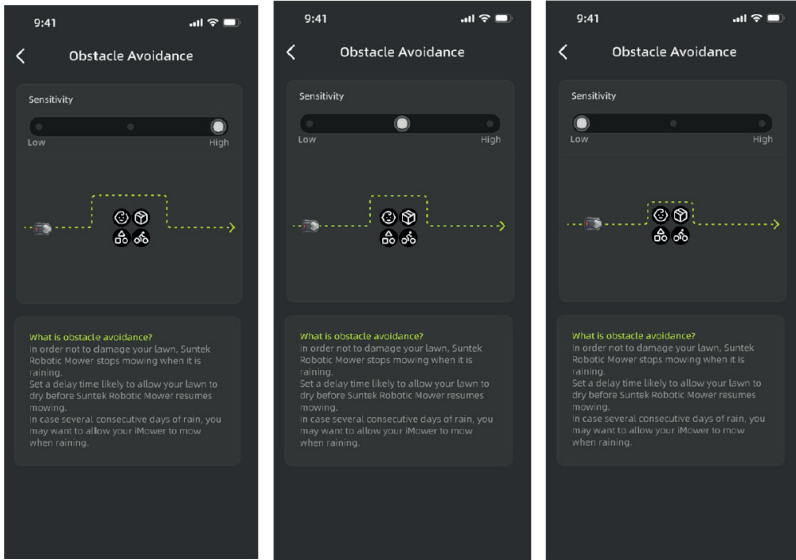 9:41
Obstacle Avoidance
Sensitivity
Low High
What is obstacle avoidance?
In order not to damage your lawn, Suntek
Robotic Mower stops mowing when it is
raining.
Set a delay time likely to allow your lawn to
dry before Suntek Robotic Mower resumes
mowing.
In case several consecutive days of rain, you
may want to allow your iMower to mow
when raining.
9:41
Obstacle Avoidance
Sensitivity
Low High
What is obstacle avoidance?
In order not to damage your lawn, Suntek
Robotic Mower stops mowing when it is
raining.
Set a delay time likely to allow your lawn to
dry before Suntek Robotic Mower resumes
mowing.
In case several consecutive days of rain, you
may want to allow your iMower to mow
when raining.
9:41
Obstacle Avoidance
Sensitivity
Low High
What is obstacle avoidance?
In order not to damage your lawn, Suntek
Robotic Mower stops mowing when it is
raining.
Set a delay time likely to allow your lawn to
dry before Suntek Robotic Mower resumes
mowing.
In case several consecutive days of rain, you
may want to allow your iMower to mow
when raining.